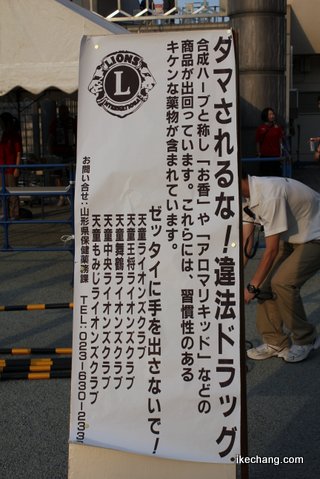 ダマされるな！違法ドラッグ
合成ハーブと称し「お香」や「アロマリキッド」などの
商品が出回っています。これらには、習慣性のある
キケンな薬物が含まれています。
ゼッタイに手を出さないで！
天童ライオンズクラブ
天童王将ライオンズクラブ
天童舞鶴ライオンズクラブ
天童中央ライオンズクラブ
天童もみじライオンズクラブ
お問い合せ：山形県保健薬務課 TEL：023-630-233
LIONS
L
INTERNATIONAL
ikechang.com